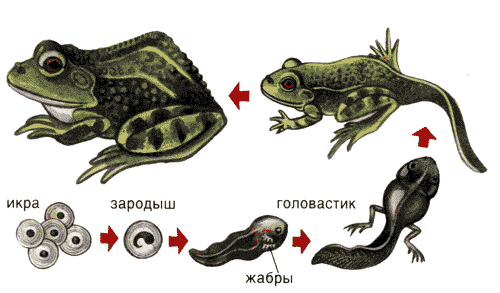 икра
зародыш
головастик
жабры